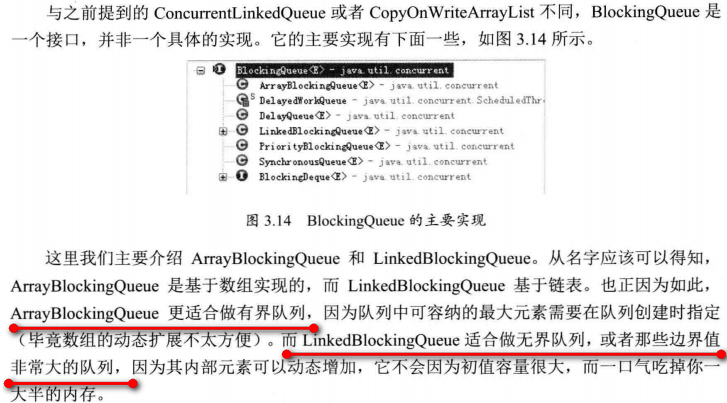 与之前提到的 ConcurrentLinkedQueue 或者 CopyOnWriteArrayList 不同，BlockingQueue 是
一个接口，并非一个具体的实现。它的主要实现有下面一些，如图 3.14 所示。
BlockingQueue<E> - java.util.concurrent
ArrayBlockingQueue<E> - java.util.concurrent
DelayedWorkQueue - java.util.concurrent.ScheduledThr
DelayQueue<E> - java.util.concurrent
LinkedBlockingQueue<E> - java.util.concurrent
PriorityBlockingQueue<E> - java.util.concurrent
SynchronousQueue<E> - java.util.concurrent
BlockingDeque<E> - java.util.concurrent
图 3.14 BlockingQueue 的主要实现
这里我们主要介绍 ArrayBlockingQueue 和 LinkedBlockingQueue。从名字应该可以得知，
ArrayBlockingQueue 是基于数组实现的，而 LinkedBlockingQueue 基于链表。也正因为如此，
ArrayBlockingQueue 更适合做有界队列，因为队列中可容纳的最大元素需要在队列创建时指定
（毕竟数组的动态扩展不太方便）。而 LinkedBlockingQueue 适合做无界队列，或者那些边界值
非常大的队列，因为其内部元素可以动态增加，它不会因为初值容量很大，而一口气吃掉你一
大半的内存。